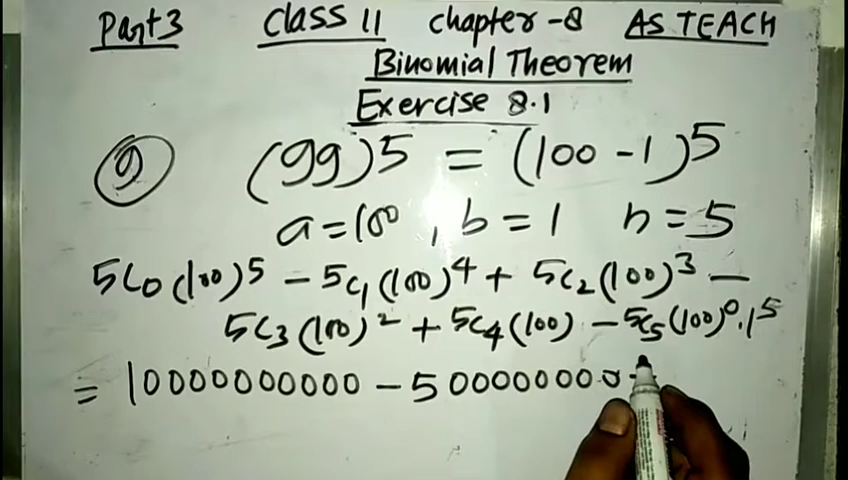 Part 3 Class 11 chapter-8 AS TEACH
Binomial Theorem
Exercise 8.1
9 (99)5 = (100-1)5
a=100, b=1 n=5
5C0(100)5 - 5C1(100)4 + 5C2(100)3 -
5C3(100)2 + 5C4(100) - 5C5(100)0.15
= 10000000000 - 500000000